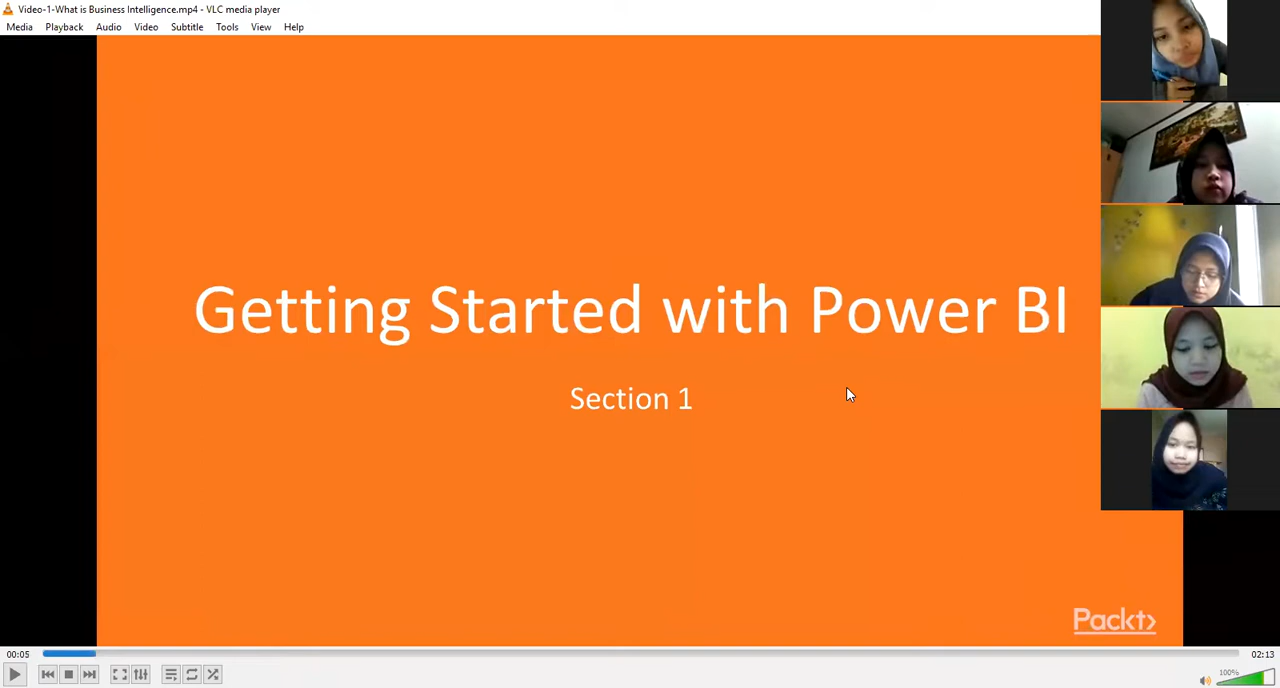 Video-1-What is Business Intelligence.mp4 - VLC media player
Media Playback Audio Video Subtitle Tools View Help
Getting Started with Power BI
Section 1
Packt>
00:05 02:13
100%